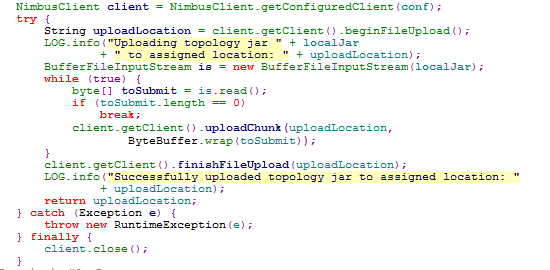 NimbusClient client = NimbusClient.getConfiguredClient(conf);
try {
    String uploadLocation = client.getClient().beginFileUpload();
    LOG.info("Uploading topology jar " + localJar
            + " to assigned location: " + uploadLocation);
    BufferFileInputStream is = new BufferFileInputStream(localJar);
    while (true) {
        byte[] toSubmit = is.read();
        if (toSubmit.length == 0)
            break;
        client.getClient().uploadChunk(uploadLocation,
                ByteBuffer.wrap(toSubmit));
    }
    client.getClient().finishFileUpload(uploadLocation);
    LOG.info("Successfully uploaded topology jar to assigned location: "
            + uploadLocation);
    return uploadLocation;
} catch (Exception e) {
    throw new RuntimeException(e);
} finally {
    client.close();
}